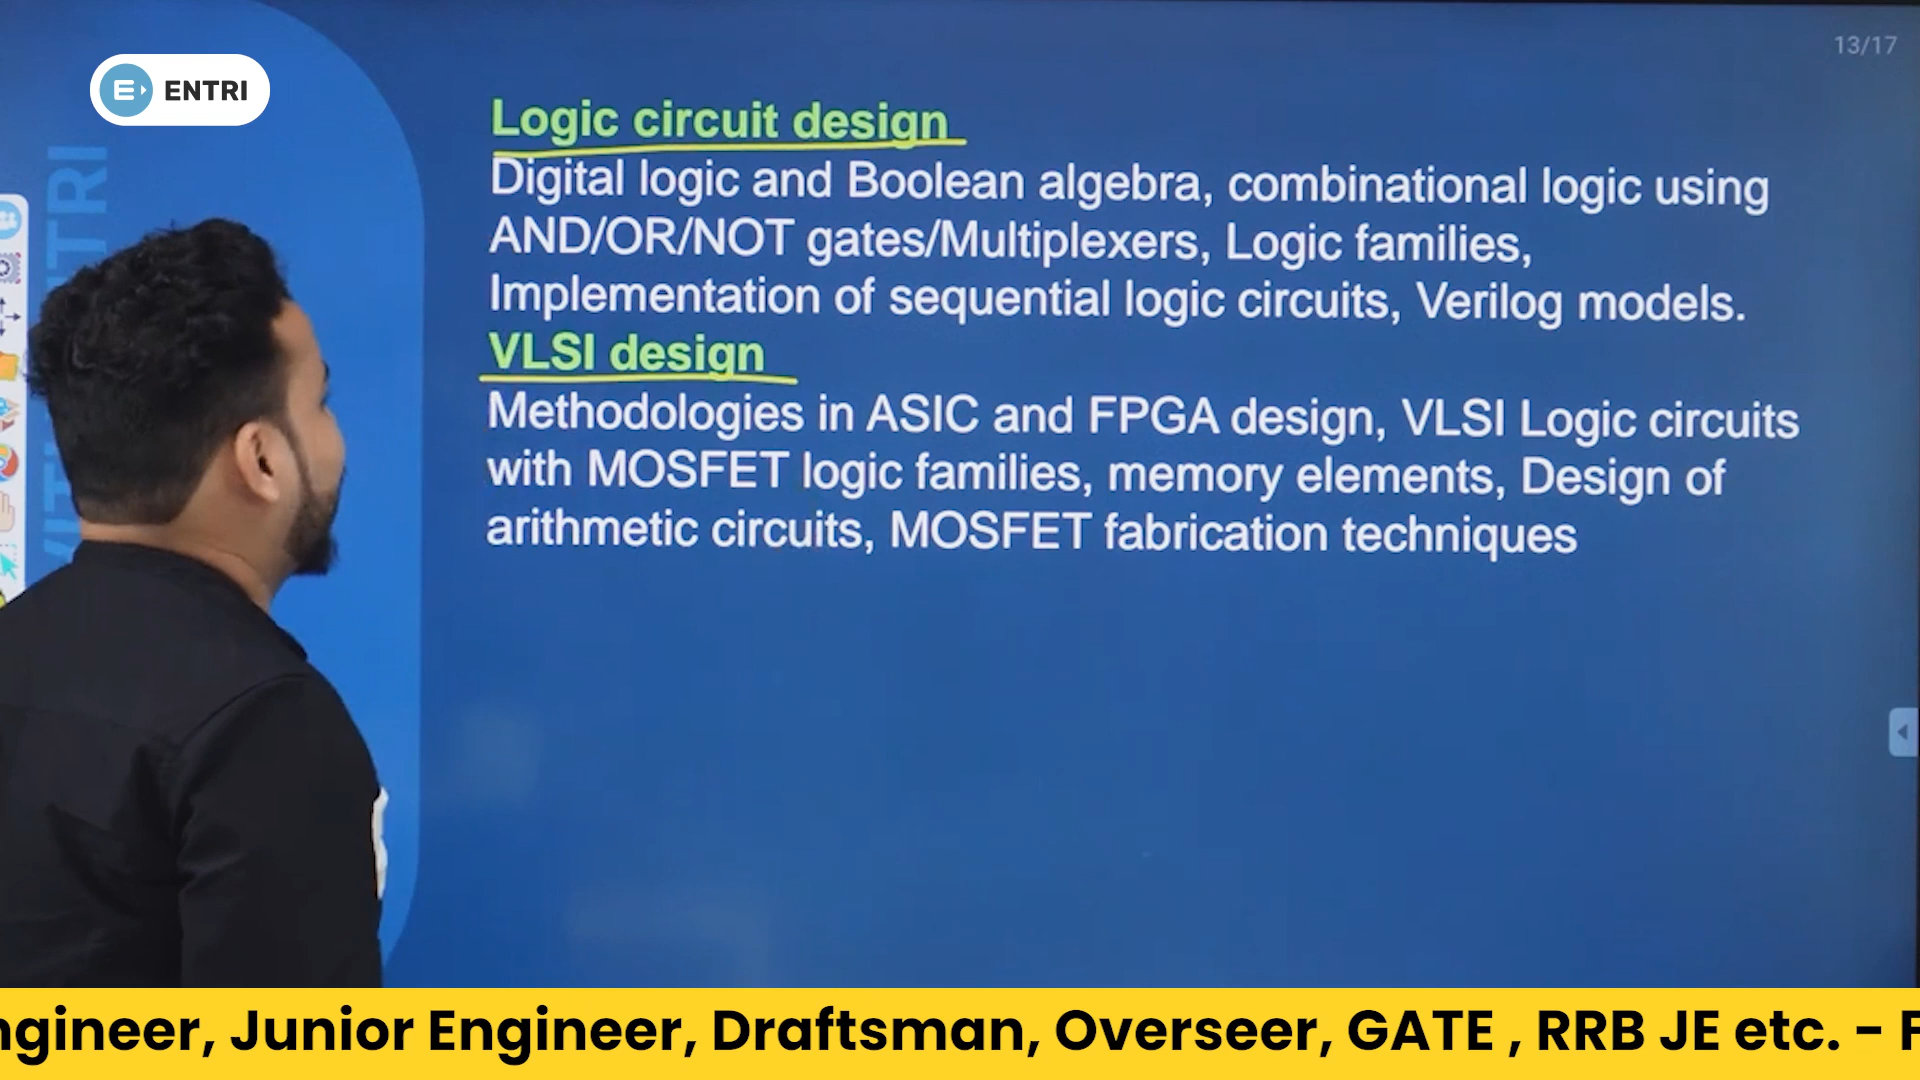 13/17
ENTRI
ENTRI
Logic circuit design
Digital logic and Boolean algebra, combinational logic using
AND/OR/NOT gates/Multiplexers, Logic families,
Implementation of sequential logic circuits, Verilog models.
VLSI design
Methodologies in ASIC and FPGA design, VLSI Logic circuits
with MOSFET logic families, memory elements, Design of
arithmetic circuits, MOSFET fabrication techniques
ngineer, Junior Engineer, Draftsman, Overseer, GATE , RRB JE etc. - F